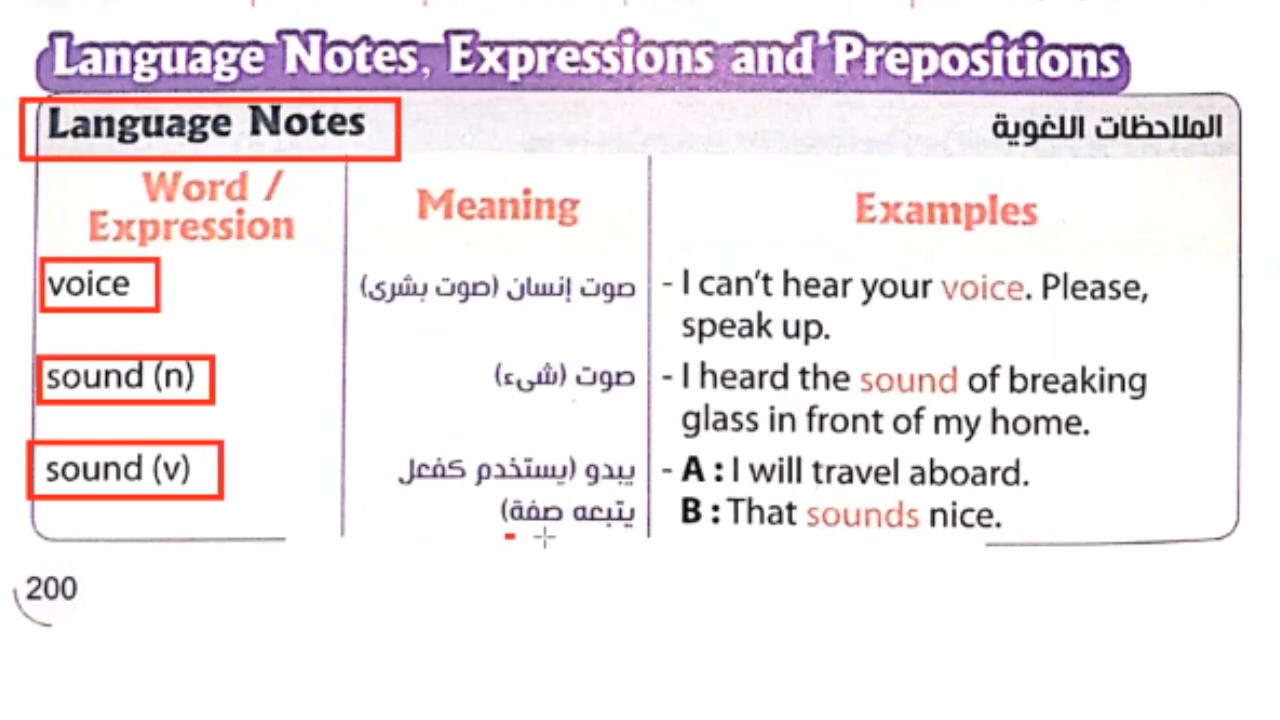 Language Notes, Expressions and Prepositions
Language Notes
الملاحظات اللغوية
Word / Expression
Meaning
Examples
voice
صوت إنسان (صوت بشرى)
- I can't hear your voice. Please,
speak up.
sound (n)
صوت (شىء)
- I heard the sound of breaking
glass in front of my home.
sound (v)
يبدو (يستخدم كفعل
يتبعه صفة)
- A : I will travel aboard.
B : That sounds nice.
200